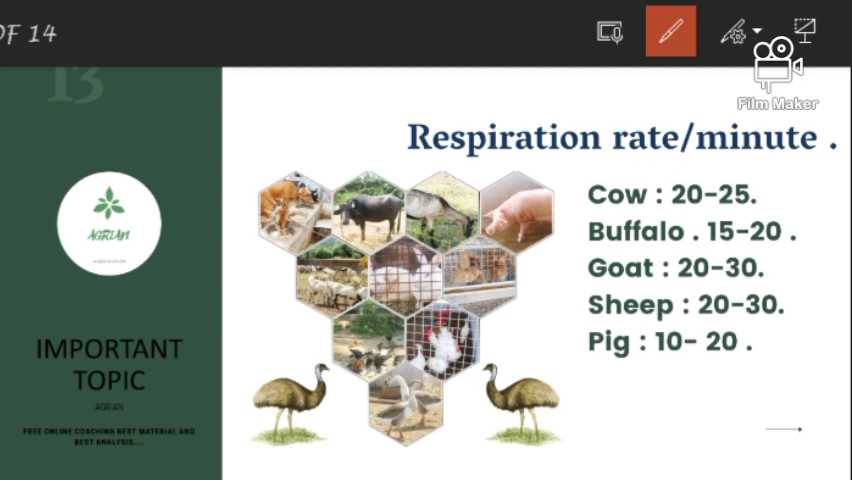 OF 14
Film Maker
13
Respiration rate/minute .
AGRIAN
Cow : 20-25.
Buffalo . 15-20 .
Goat : 20-30.
Sheep : 20-30.
Pig : 10- 20 .
IMPORTANT
TOPIC
AGRIAN
FREE ONLINE COACHING BEST MATERIAL AND
BEST ANALYSIS....